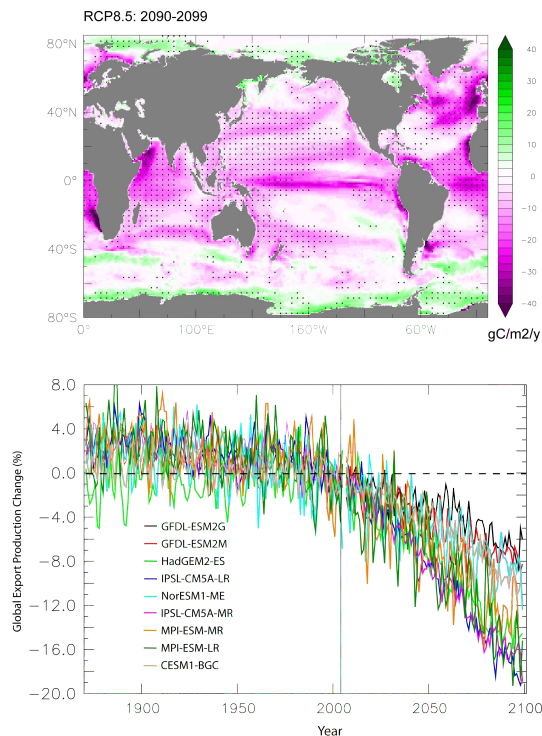 RCP8.5: 2090-2099
80°N
40°N
0°
40°S
80°S
0°
100°E
160°W
60°W
40
30
20
10
0
−10
−20
−30
−40
gC/m2/y
Global Export Production Change (%)
8.0
4.0
0.0
−4.0
−8.0
−12.0
−16.0
−20.0
GFDL-ESM2G
GFDL-ESM2M
HadGEM2-ES
IPSL-CM5A-LR
NorESM1-ME
IPSL-CM5A-MR
MPI-ESM-MR
MPI-ESM-LR
CESM1-BGC
1900
1950
2000
2050
2100
Year